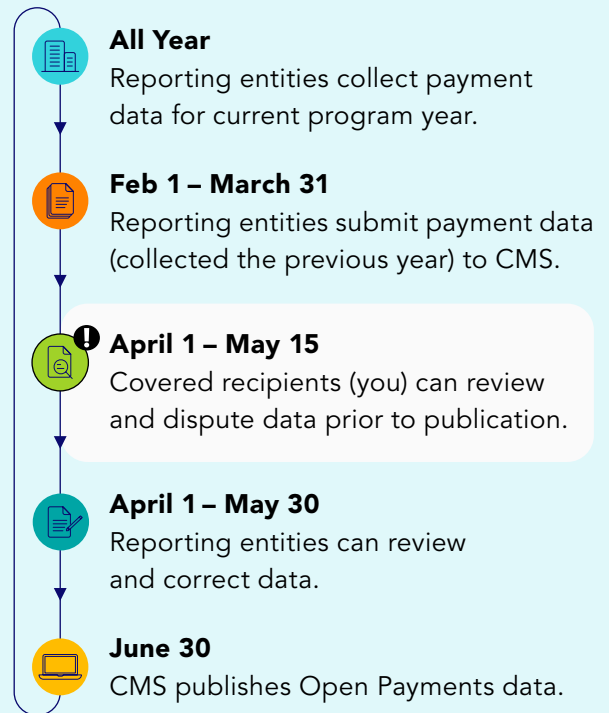 All Year
Reporting entities collect payment
data for current program year.
Feb 1 – March 31
Reporting entities submit payment data
(collected the previous year) to CMS.
April 1 – May 15
Covered recipients (you) can review
and dispute data prior to publication.
April 1 – May 30
Reporting entities can review
and correct data.
June 30
CMS publishes Open Payments data.